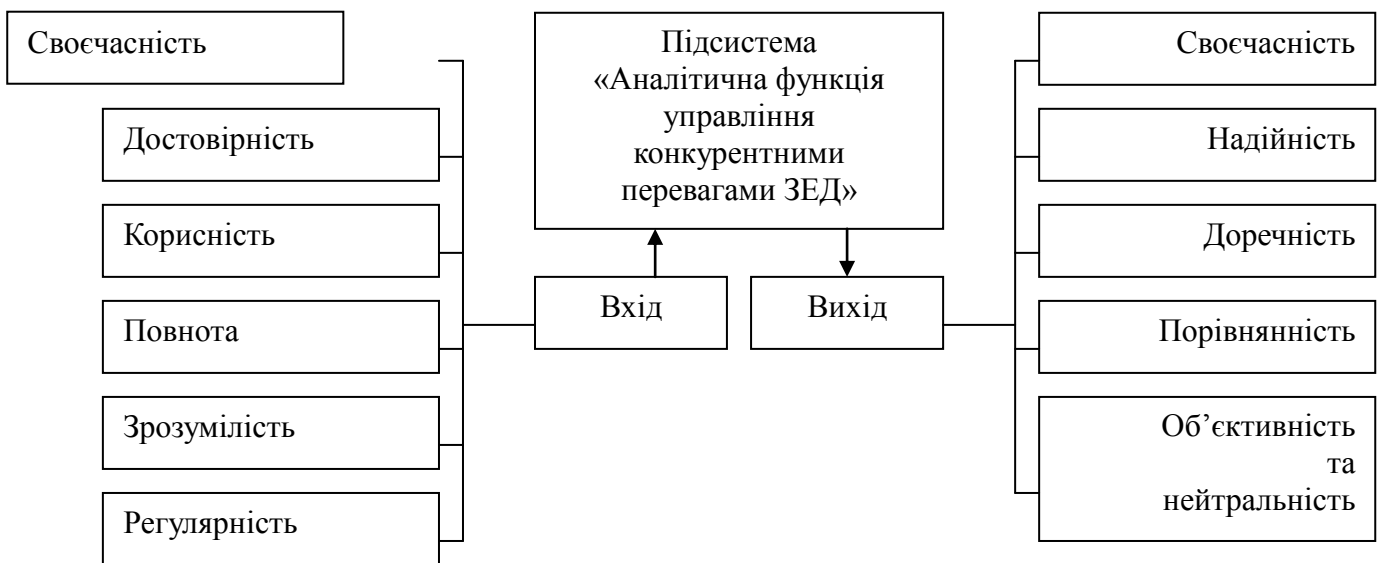 Своєчасність
Достовірність
Корисність
Повнота
Зрозумілість
Регулярність
Підсистема
«Аналітична функція
управління
конкурентними
перевагами ЗЕД»
Вхід
Вихід
Своєчасність
Надійність
Доречність
Порівнянність
Об’єктивність
та
нейтральність